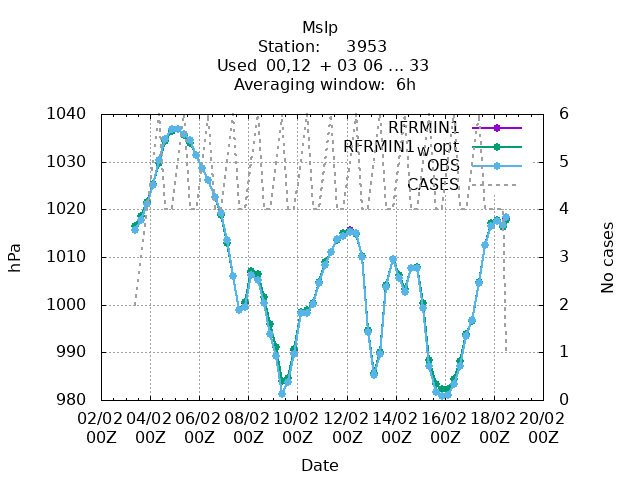 Mslp
Station: 3953
Used 00,12 + 03 06 ... 33
Averaging window: 6h
hPa
No cases
1040
1030
1020
1010
1000
990
980
6
5
4
3
2
1
0
RFRMIN1
RFRMIN1_w opt
OBS
CASES
02/02 04/02 06/02 08/02 10/02 12/02 14/02 16/02 18/02 20/02
00Z 00Z 00Z 00Z 00Z 00Z 00Z 00Z 00Z 00Z
Date